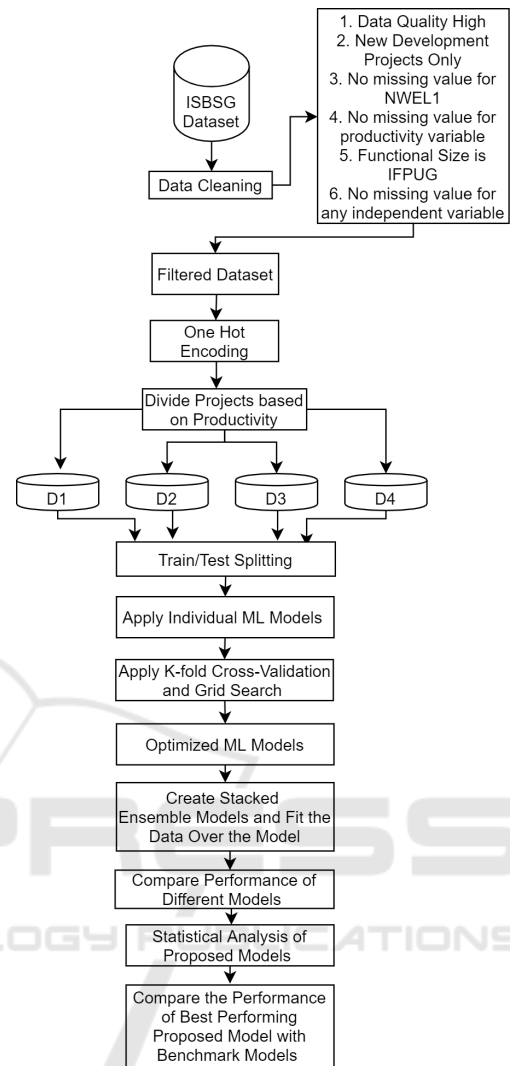 ISBSG
Dataset
Data Cleaning
1. Data Quality High
2. New Development
Projects Only
3. No missing value for
NWEL1
4. No missing value for
productivity variable
5. Functional Size is
IFPUG
6. No missing value for
any independent variable
Filtered Dataset
One Hot
Encoding
Divide Projects based
on Productivity
D1
D2
D3
D4
Train/Test Splitting
Apply Individual ML Models
Apply K-fold Cross-Validation
and Grid Search
Optimized ML Models
Create Stacked
Ensemble Models and Fit the
Data Over the Model
Compare Performance of
Different Models
Statistical Analysis of
Proposed Models
Compare the Performance
of Best Performing
Proposed Model with
Benchmark Models